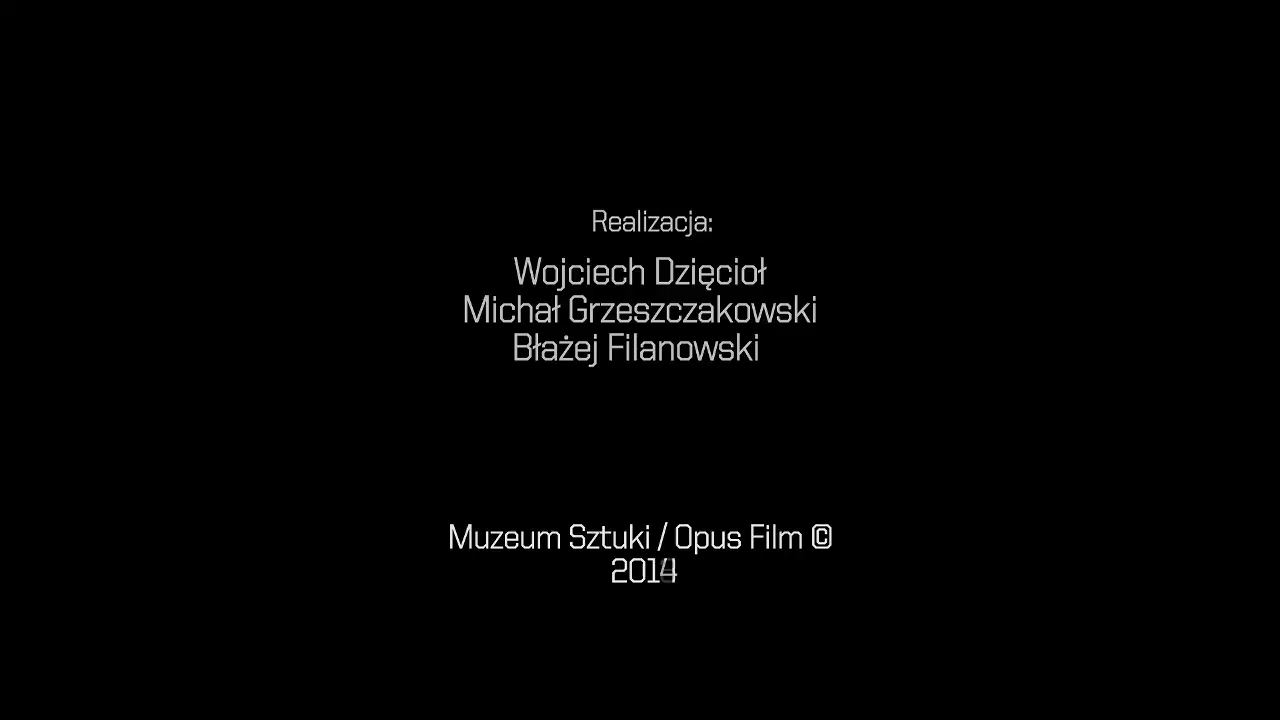 Realizacja:
Wojciech Dzięcioł
Michał Grzeszczakowski
Błażej Filanowski
Muzeum Sztuki / Opus Film ©
2014